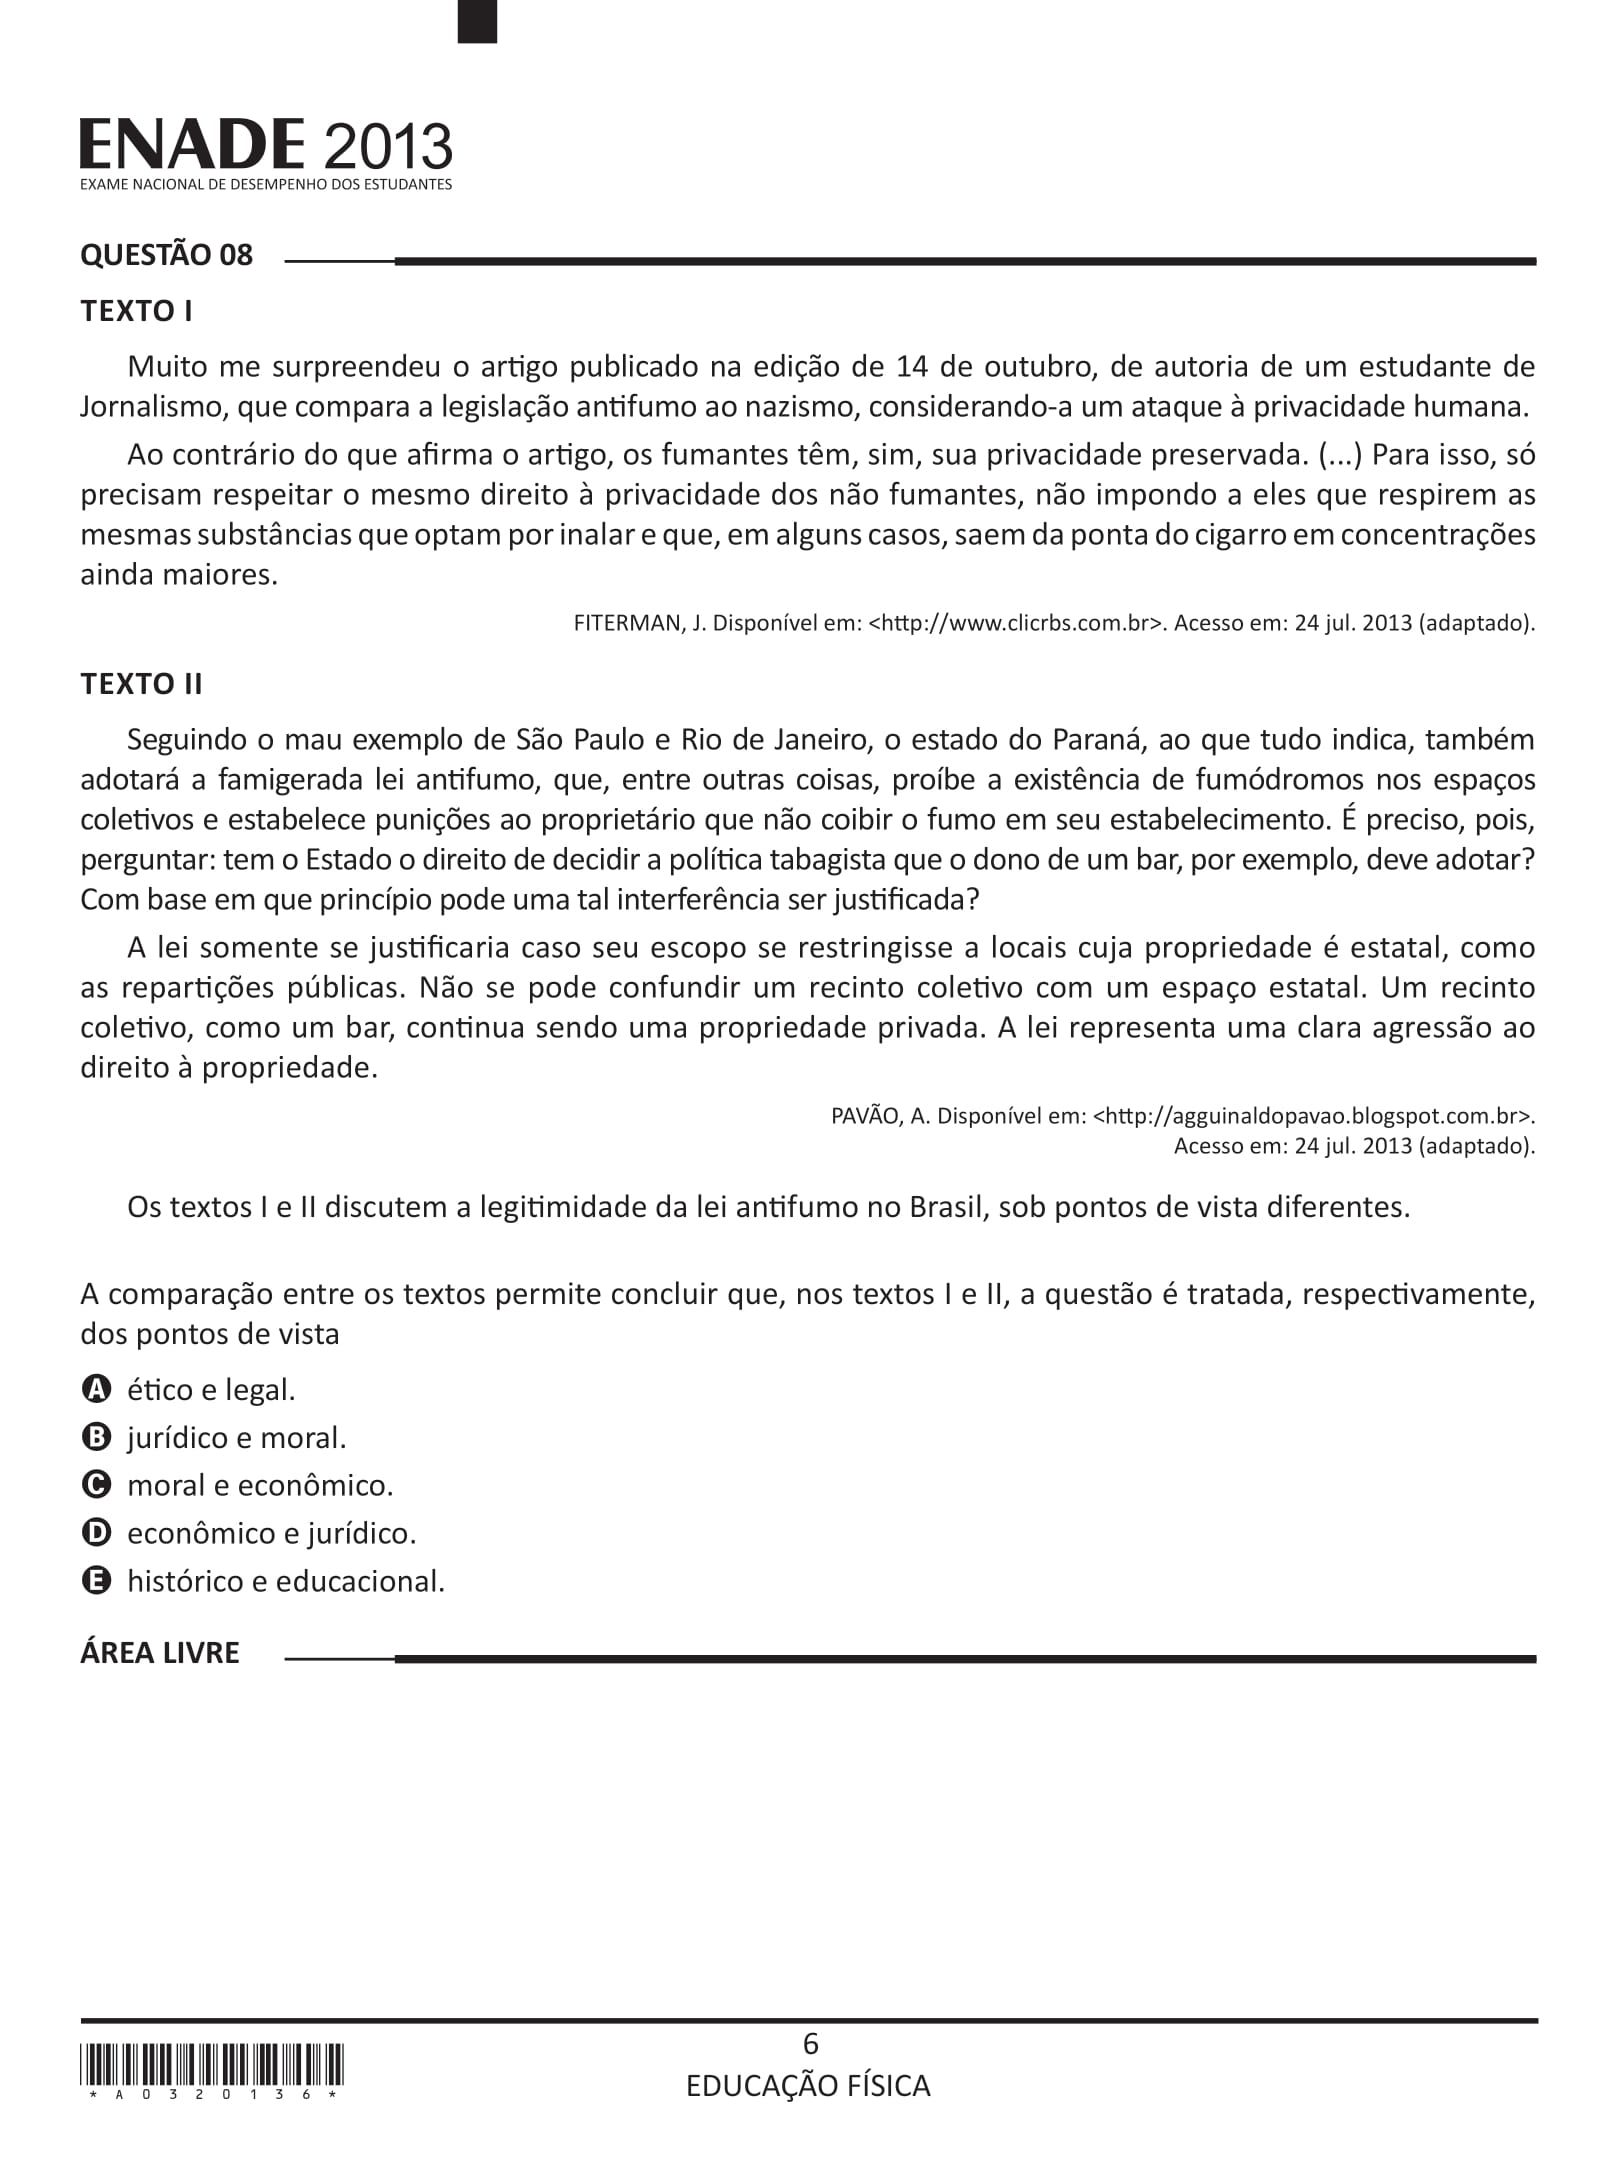 ENADE 2013
EXAME NACIONAL DE DESEMPENHO DOS ESTUDANTES
QUESTÃO 08
TEXTO I
Muito me surpreendeu o artigo publicado na edição de 14 de outubro, de autoria de um estudante de
Jornalismo, que compara a legislação antifumo ao nazismo, considerando-a um ataque à privacidade humana.
Ao contrário do que afirma o artigo, os fumantes têm, sim, sua privacidade preservada. (...) Para isso, só
precisam respeitar o mesmo direito à privacidade dos não fumantes, não impondo a eles que respirem as
mesmas substâncias que optam por inalar e que, em alguns casos, saem da ponta do cigarro em concentrações
ainda maiores.
FITERMAN, J. Disponível em: <http://www.clicrbs.com.br>. Acesso em: 24 jul. 2013 (adaptado).
TEXTO II
Seguindo o mau exemplo de São Paulo e Rio de Janeiro, o estado do Paraná, ao que tudo indica, também
adotará a famigerada lei antifumo, que, entre outras coisas, proíbe a existência de fumódromos nos espaços
coletivos e estabelece punições ao proprietário que não coibir o fumo em seu estabelecimento. É preciso, pois,
perguntar: tem o Estado o direito de decidir a política tabagista que o dono de um bar, por exemplo, deve adotar?
Com base em que princípio pode uma tal interferência ser justificada?
A lei somente se justificaria caso seu escopo se restringisse a locais cuja propriedade é estatal, como
as repartições públicas. Não se pode confundir um recinto coletivo com um espaço estatal. Um recinto
coletivo, como um bar, continua sendo uma propriedade privada. A lei representa uma clara agressão ao
direito à propriedade.
PAVÃO, A. Disponível em: <http://agguinaldopavao.blogspot.com.br>.
Acesso em: 24 jul. 2013 (adaptado).
Os textos I e II discutem a legitimidade da lei antifumo no Brasil, sob pontos de vista diferentes.
A comparação entre os textos permite concluir que, nos textos I e II, a questão é tratada, respectivamente,
dos pontos de vista
A ético e legal.
B jurídico e moral.
C moral e econômico.
D econômico e jurídico.
E histórico e educacional.
ÁREA LIVRE
6
EDUCAÇÃO FÍSICA
*A0320136*